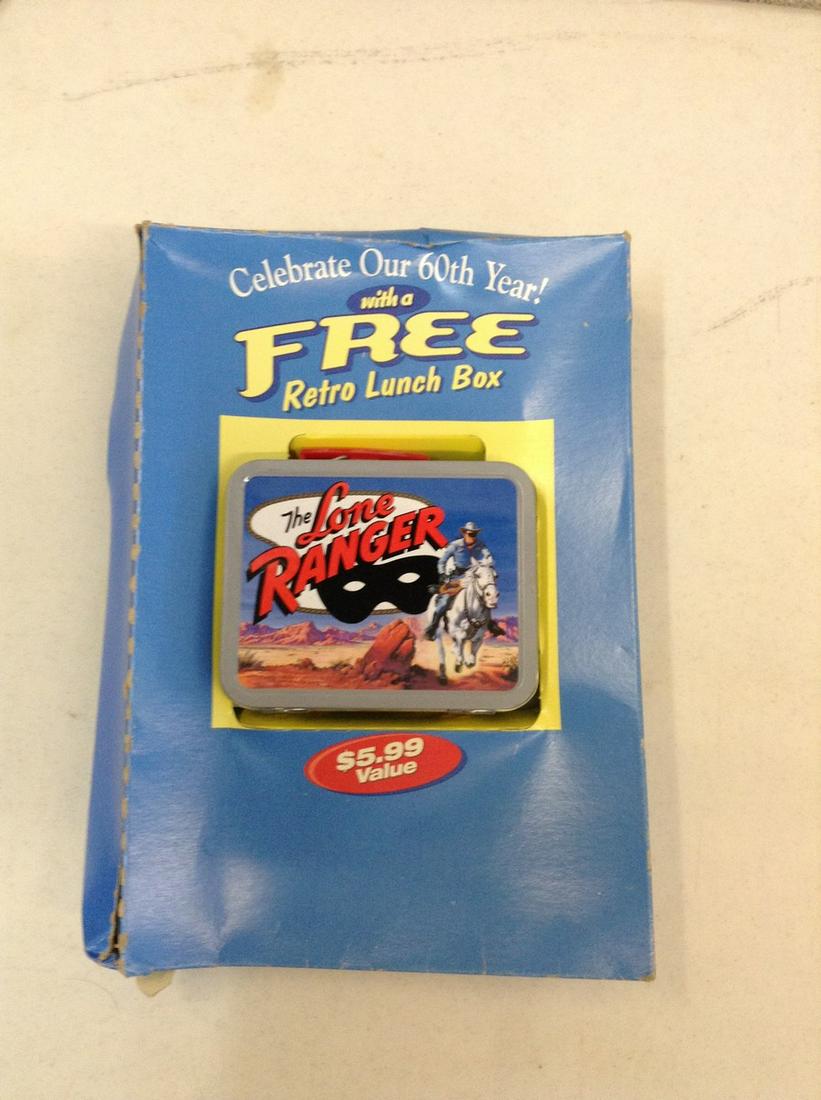 Celebrate Our 60th Year!
with a
FREE
Retro Lunch Box
The Lone
RANGER
$5.99
Value